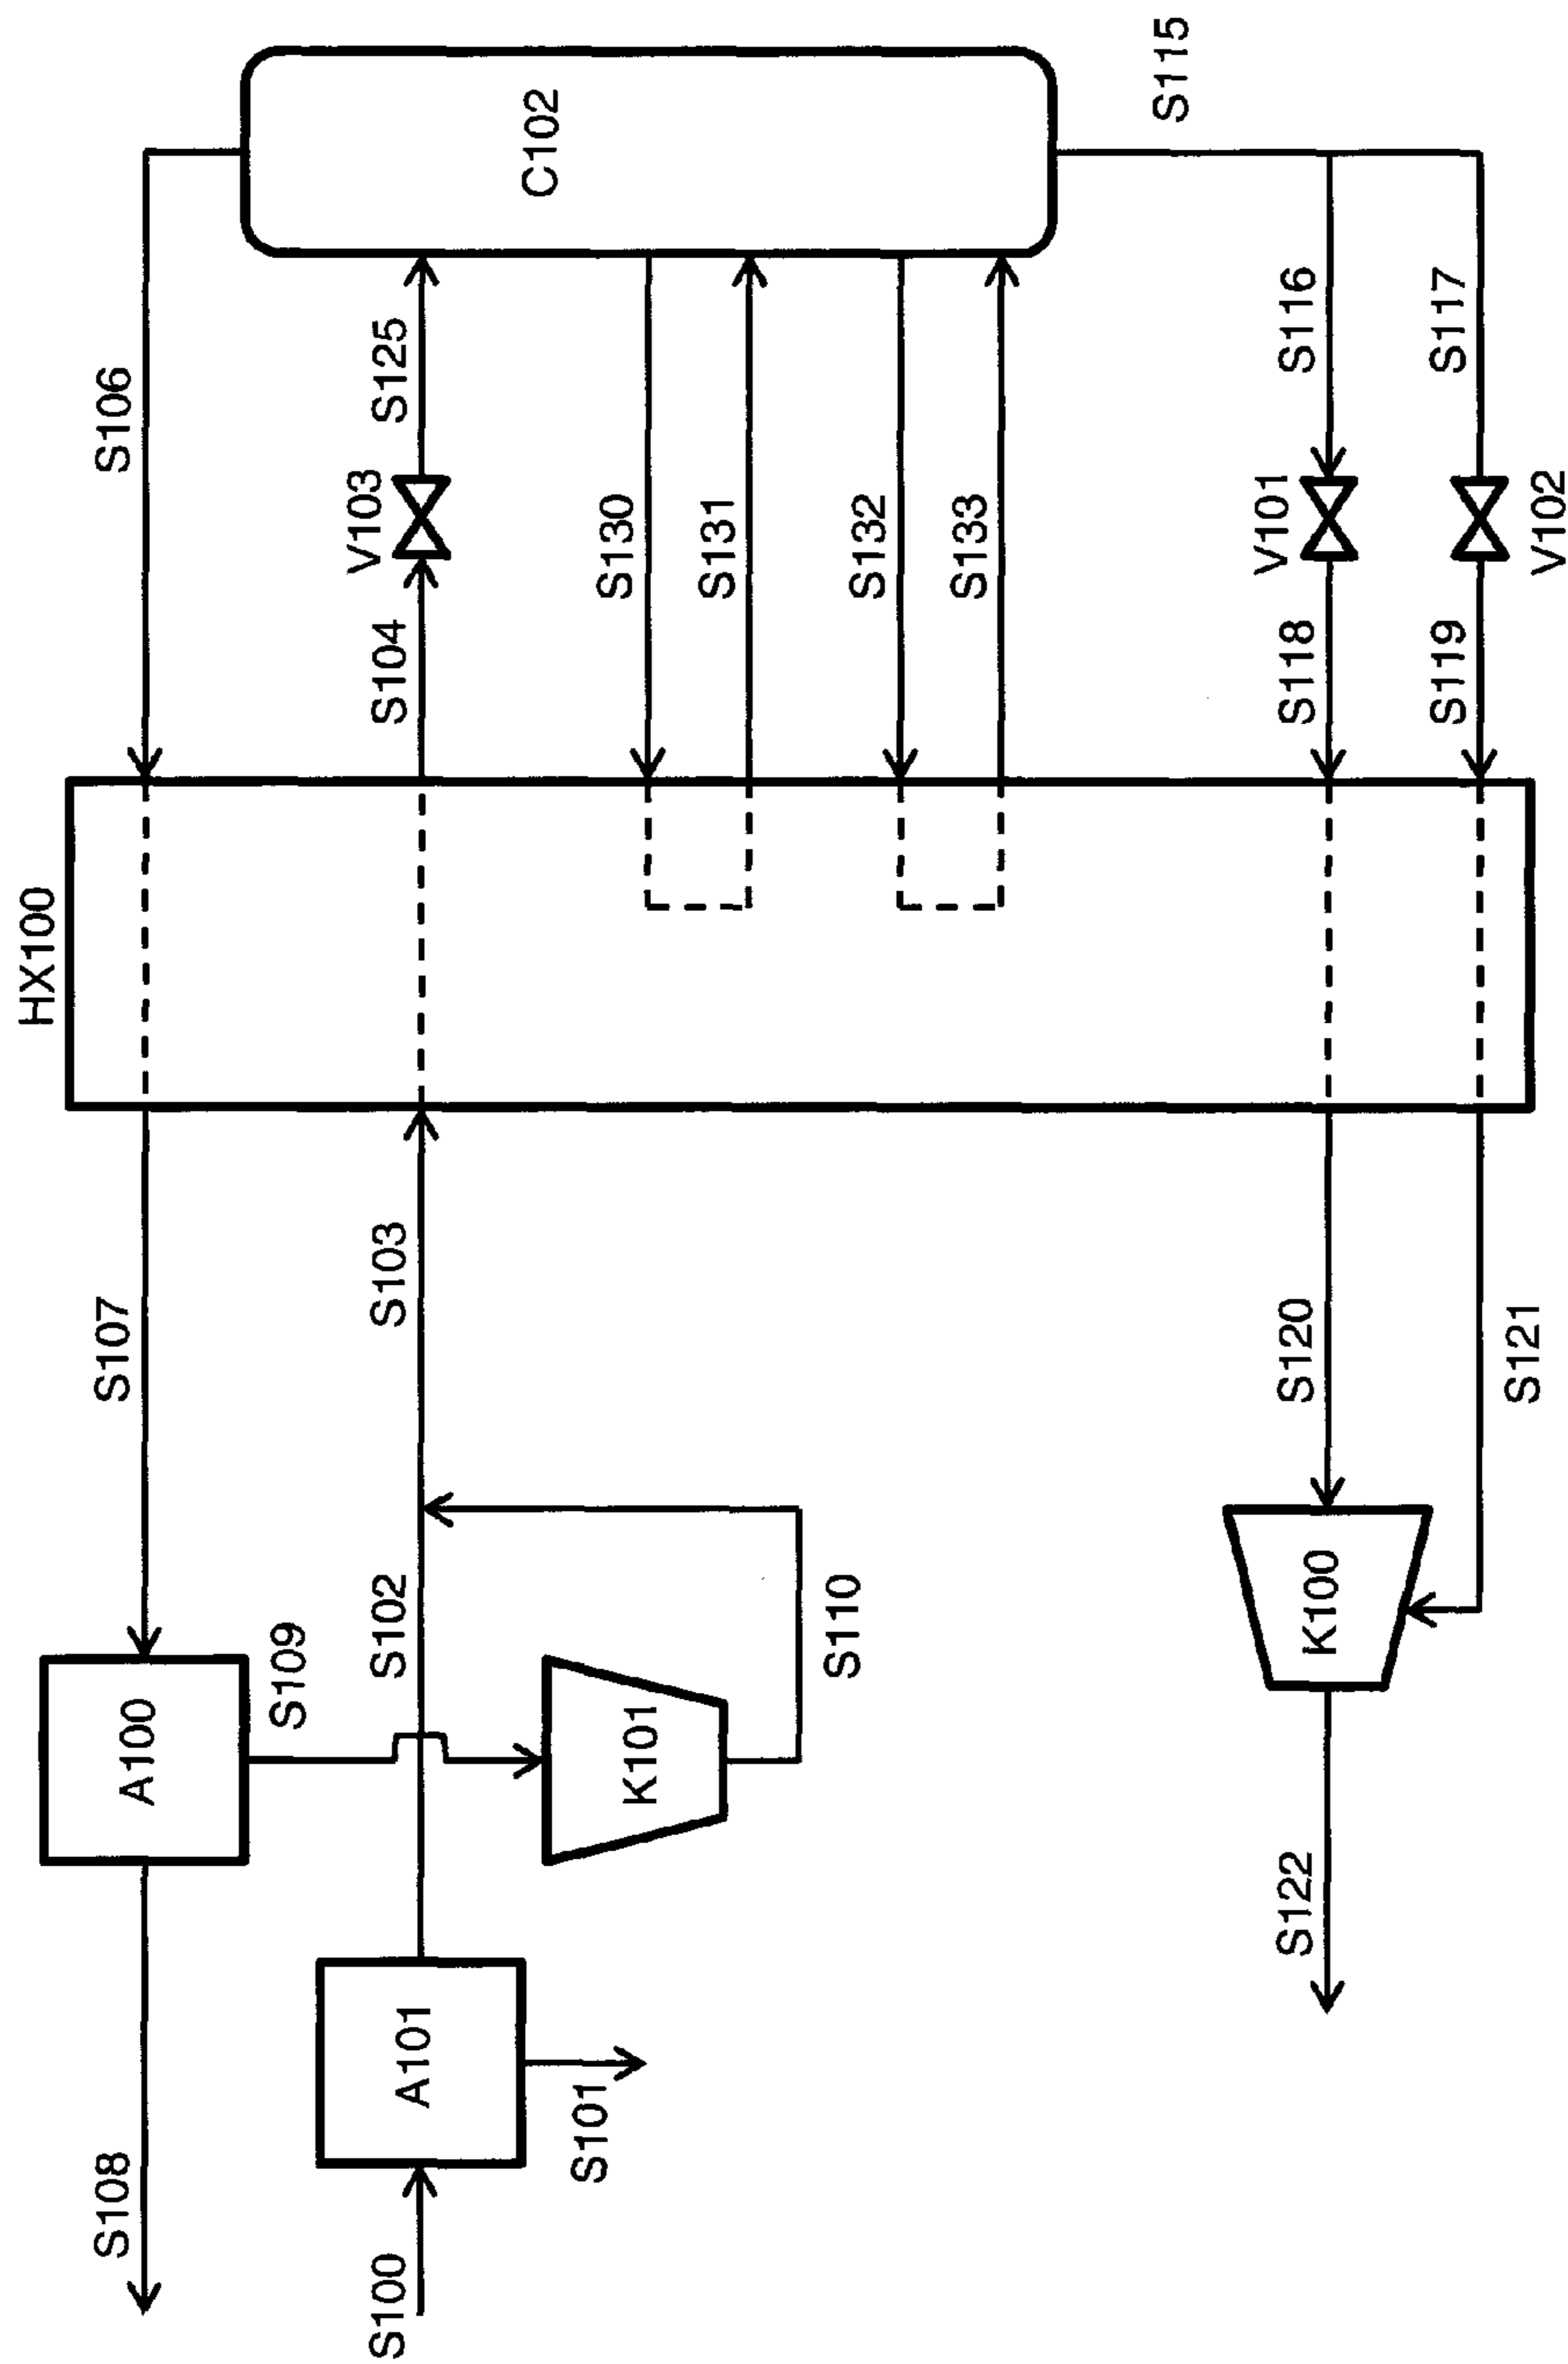 HX100
S106
S107
S108
A100
S109
C102
S125
V103
S104
S103
S102
A101
S100
S101
K101
S110
S130
S131
S132
S133
S115
S116
V101
S118
S120
K100
S122
S117
V102
S119
S121